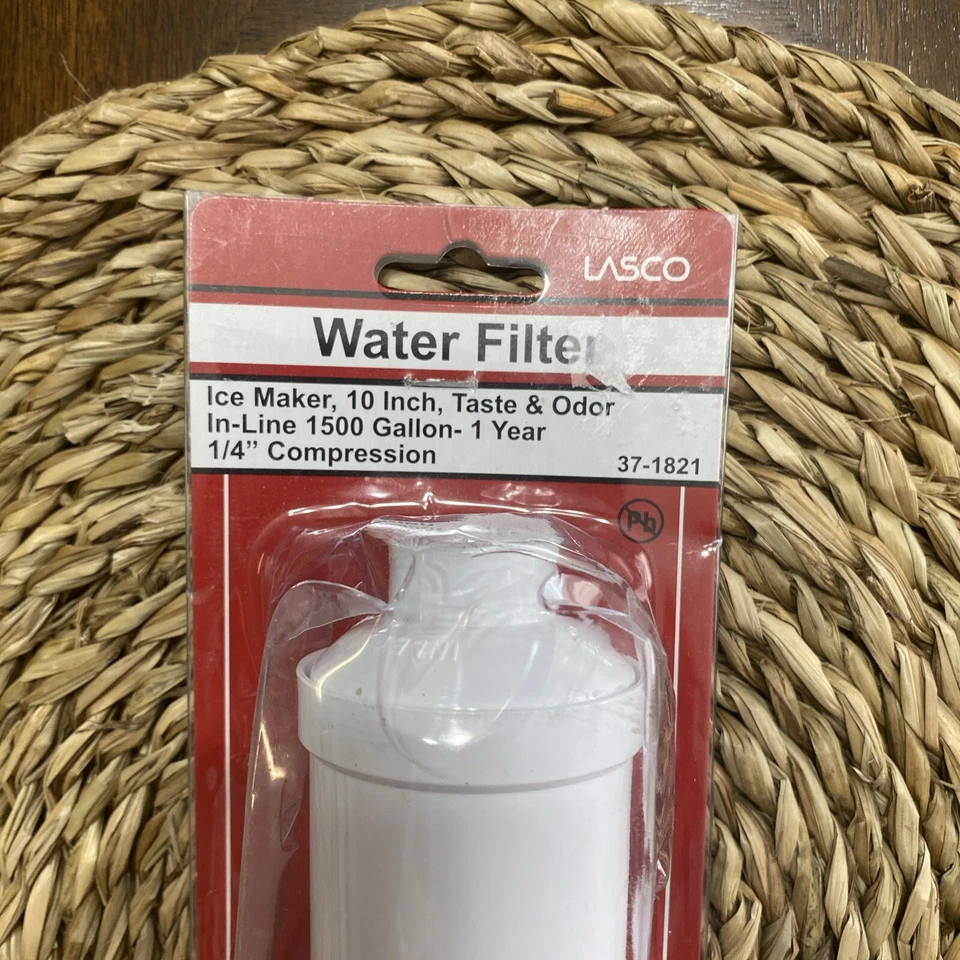 LASCO
Water Filter
Ice Maker, 10 Inch, Taste & Odor
In-Line 1500 Gallon- 1 Year
1/4” Compression
37-1821
Pb